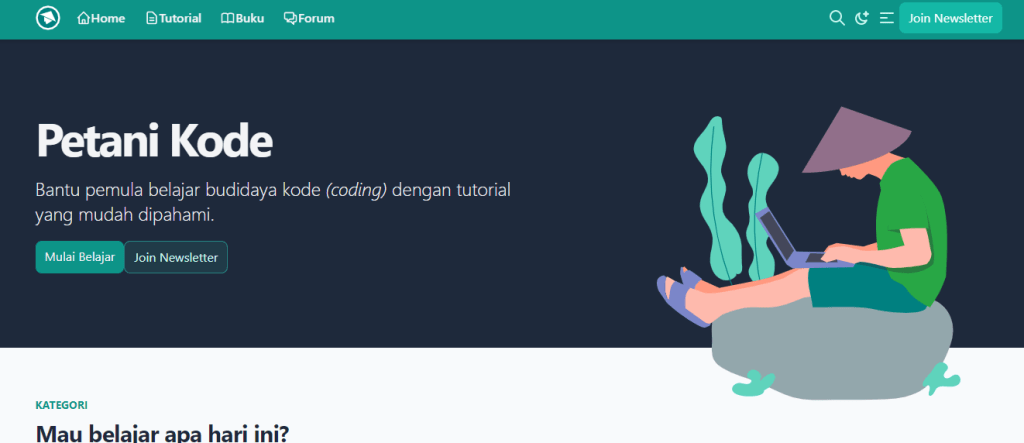 Home Tutorial Buku Forum Join Newsletter
Petani Kode
Bantu pemula belajar budidaya kode (coding) dengan tutorial
yang mudah dipahami.
Mulai Belajar Join Newsletter
KATEGORI
Mau belajar apa hari ini?